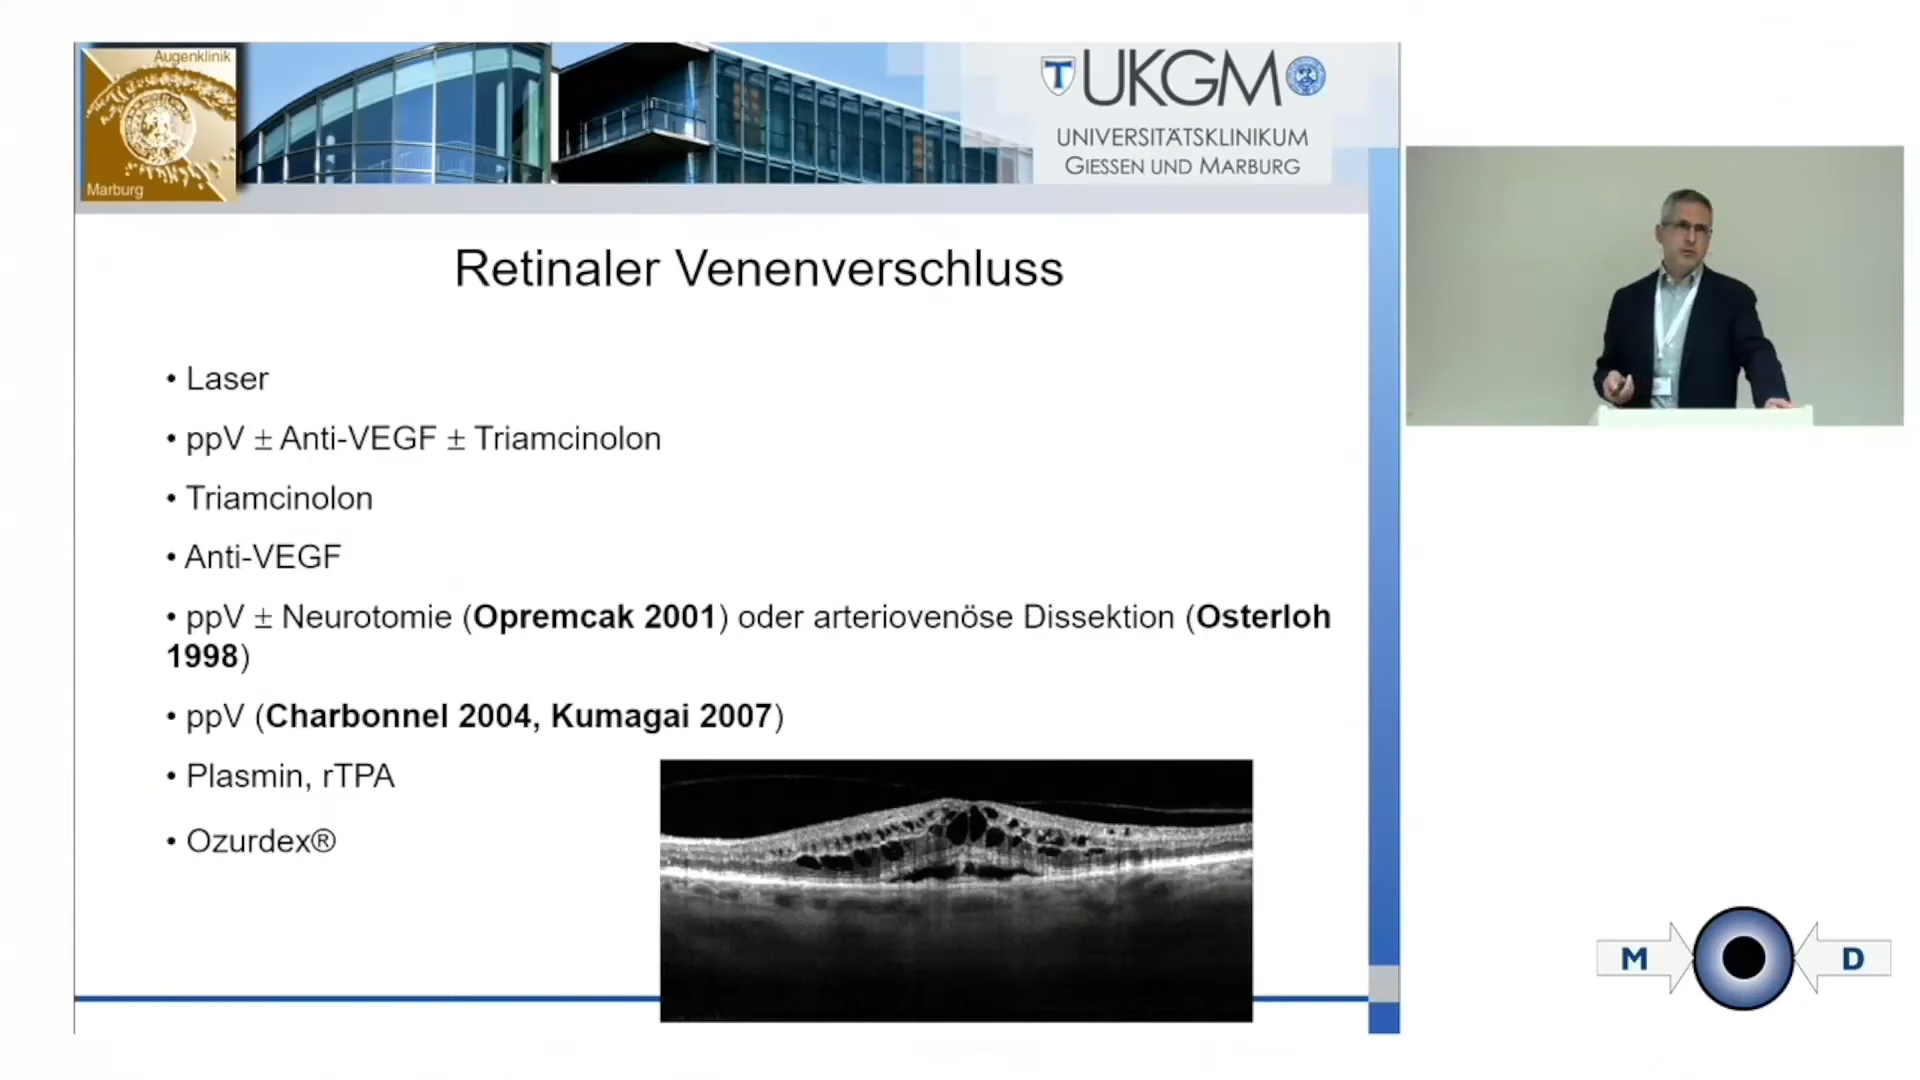 Augenklinik
Marburg
UKGM
UNIVERSITÄTSKLINIKUM
GIESSEN UND MARBURG
Retinaler Venenverschluss
• Laser
• ppV ± Anti-VEGF ± Triamcinolon
• Triamcinolon
• Anti-VEGF
• ppV ± Neurotomie (Opremcak 2001) oder arteriovenöse Dissektion (Osterloh
1998)
• ppV (Charbonnel 2004, Kumagai 2007)
• Plasmin, rTPA
• Ozurdex®
M D